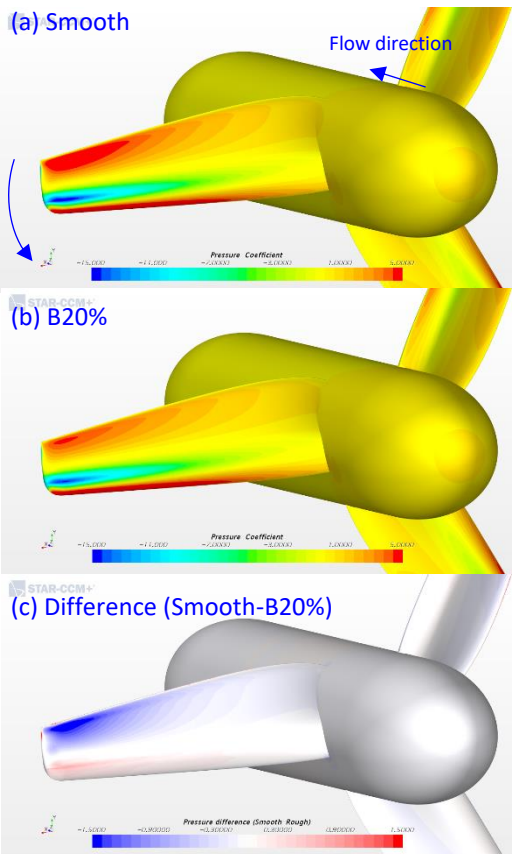 (a) Smooth
Flow direction
Pressure Coefficient
-15.000 -11.000 -7.0000 -3.0000 1.0000 5.0000
STAR-CCM+
(b) B20%
Pressure Coefficient
-15.000 -11.000 -7.0000 -3.0000 1.0000 5.0000
STAR-CCM+
(c) Difference (Smooth-B20%)
Pressure difference (Smooth Rough)
-1.5000 -0.90000 -0.30000 0.30000 0.90000 1.5000